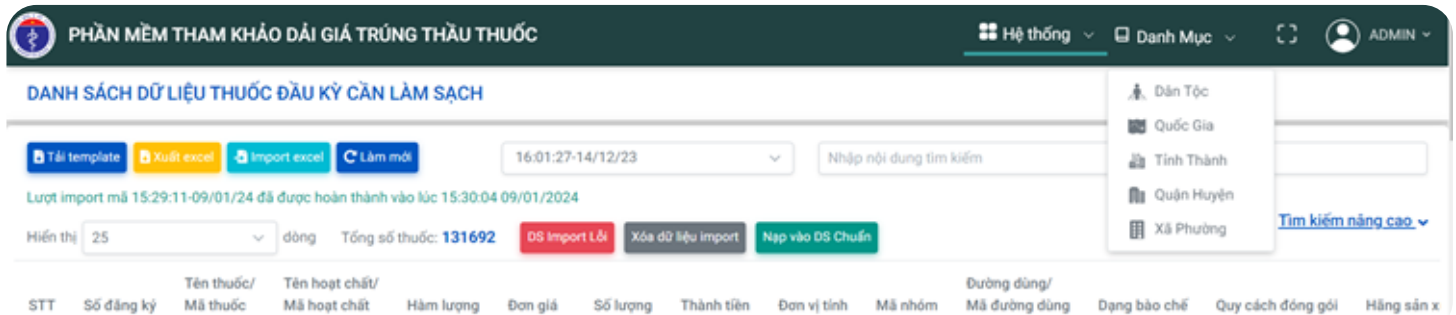 PHẦN MỀM THAM KHẢO DẢI GIÁ TRÚNG THẦU THUỐC
Hệ thống Danh Mục ADMIN
DANH SÁCH DỮ LIỆU THUỐC ĐẦU KỲ CẦN LÀM SẠCH
Dân Tộc
Quốc Gia
Tỉnh Thành
Quận Huyện
Xã Phường
Tải template Xuất excel Import excel Làm mới 16:01:27-14/12/23 Nhập nội dung tìm kiếm
Lượt import mã 15:29:11-09/01/24 đã được hoàn thành vào lúc 15:30:04 09/01/2024
Tìm kiếm nâng cao
Hiển thị 25 dòng Tổng số thuốc: 131692 DS Import Lỗi Xóa dữ liệu import Nạp vào DS Chuẩn
STT Số đăng ký Tên thuốc/ Mã thuốc Tên hoạt chất/ Mã hoạt chất Hàm lượng Đơn giá Số lượng Thành tiền Đơn vị tính Mã nhóm Đường dùng/ Mã đường dùng Dạng bào chế Quy cách đóng gói Hãng sản x